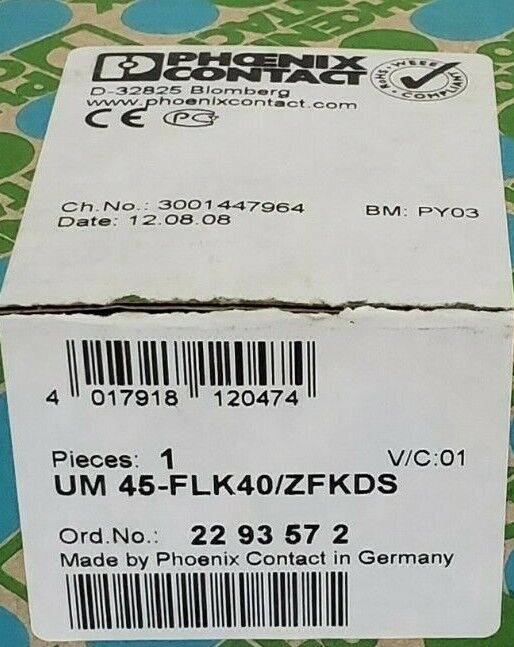 PHŒNIX
CONTACT
RoHS WEEE
COMPLIANT
D-32825 Blomberg
www.phoenixcontact.com
CE PC
Ch.No.: 3001447964 BM: PY03
Date: 12.08.08
4 017918 120474
Pieces: 1 V/C:01
UM 45-FLK40/ZFKDS
Ord.No.: 22 93 57 2
Made by Phoenix Contact in Germany